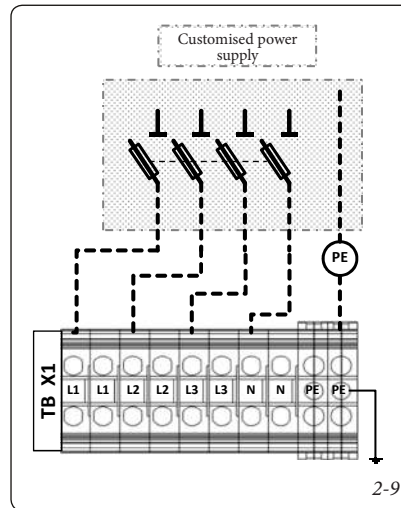 Customised power
supply
PE
TB X1
L1 L1 L2 L2 L3 L3 N N PE PE
2-9